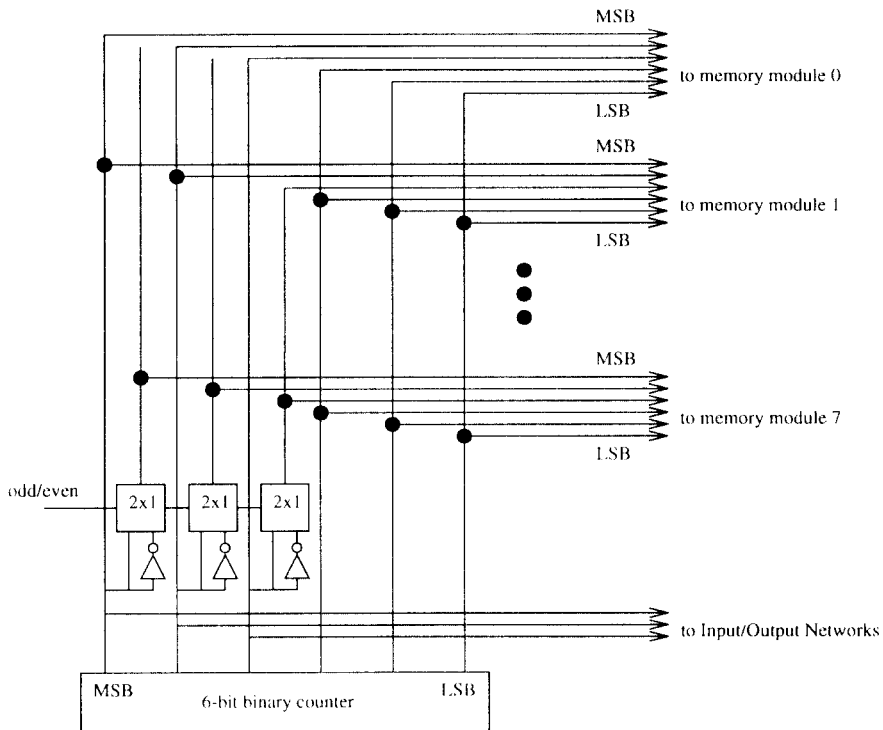 MSB
to memory module 0
LSB
MSB
to memory module 1
LSB
MSB
to memory module 7
LSB
odd/even
2x1
2x1
2x1
to Input/Output Networks
MSB
LSB
6-bit binary counter